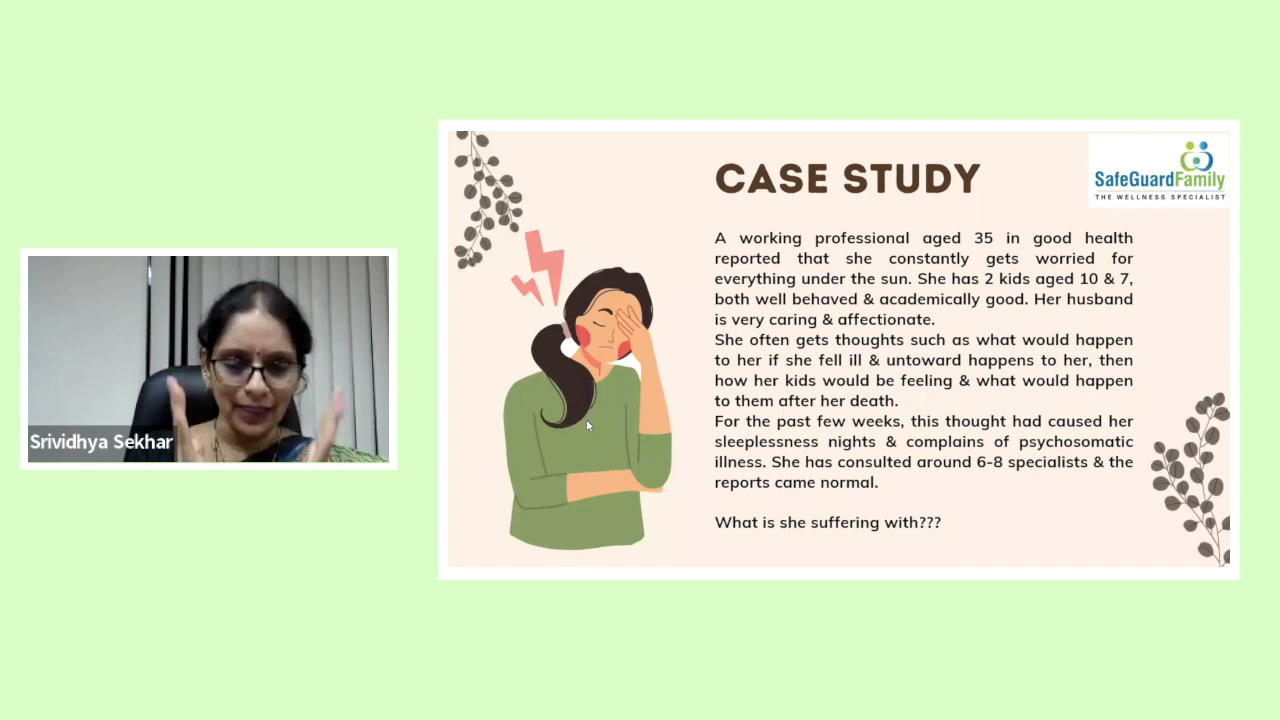 CASE STUDY
SafeGuardFamily
THE WELLNESS SPECIALIST
A working professional aged 35 in good health
reported that she constantly gets worried for
everything under the sun. She has 2 kids aged 10 & 7,
both well behaved & academically good. Her husband
is very caring & affectionate.
She often gets thoughts such as what would happen
to her if she fell ill & untoward happens to her, then
how her kids would be feeling & what would happen
to them after her death.
For the past few weeks, this thought had caused her
sleeplessness nights & complains of psychosomatic
illness. She has consulted around 6-8 specialists & the
reports came normal.
What is she suffering with???
Srividhya Sekhar